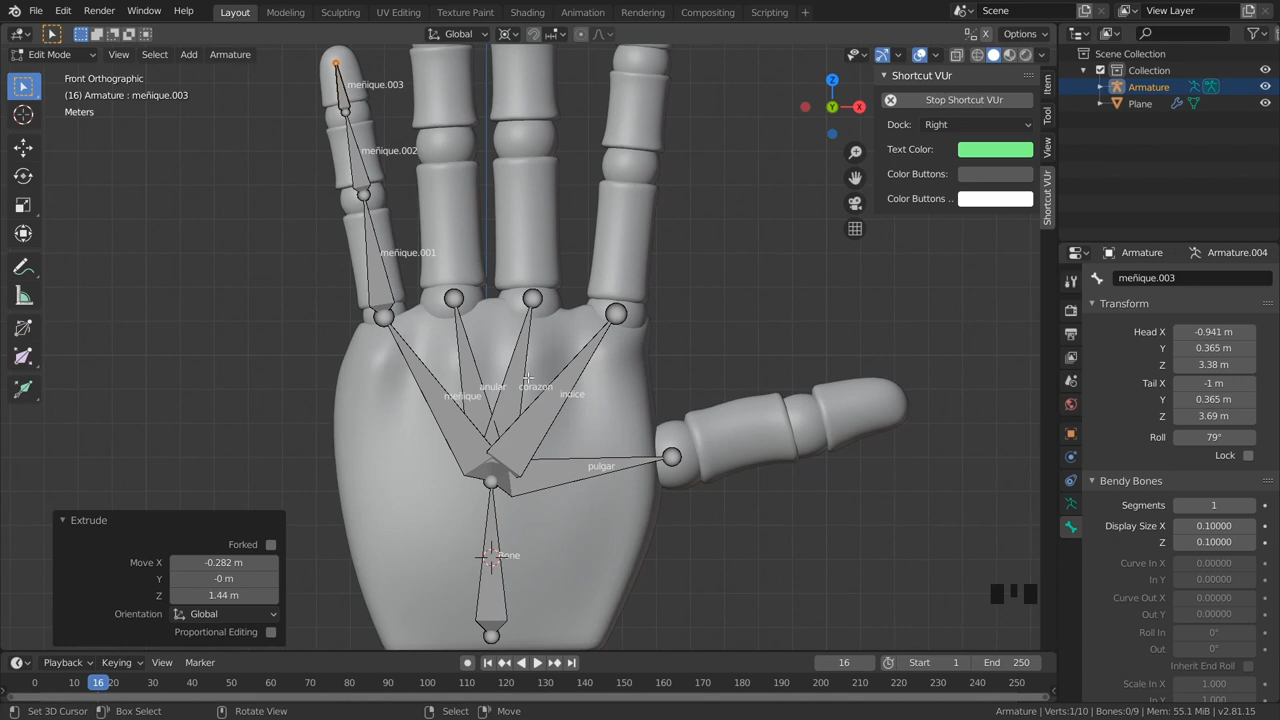 File Edit Render Window Help Layout Modeling Sculpting UV Editing Texture Paint Shading Animation Rendering Compositing Scripting + Scene View Layer
Global Options
Edit Mode View Select Add Armature
Front Orthographic
(16) Armature : meñique.003
Meters
meñique.003
meñique.002
meñique.001
anular corazon
meñique indice
pulgar
Bone
Z
Y X
Shortcut VUr
Stop Shortcut VUr
Dock: Right
Text Color:
Color Buttons:
Color Buttons ..
Item
Tool
View
Shortcut VUr
Scene Collection
Collection
Armature
Plane
Armature Armature.004
meñique.003
Transform
Head X -0.941 m
Y 0.365 m
Z 3.38 m
Tail X -1 m
Y 0.365 m
Z 3.69 m
Roll 79°
Lock
Bendy Bones
Segments 1
Display Size X 0.10000
Z 0.10000
Curve In X 0.00000
In Y 0.00000
Curve Out X 0.00000
Out Y 0.00000
Roll In 0°
Out 0°
Inherit End Roll
Scale In X 1.000
Extrude
Forked
Move X -0.282 m
Y -0 m
Z 1.44 m
Orientation Global
Proportional Editing
Playback Keying View Marker 16 Start 1 End 250
0 10 16 20 30 40 50 60 70 80 90 100 110 120 130 140 150 160 170 180 190 200 210 220 230 240 250
Set 3D Cursor Box Select Rotate View Select Move Armature | Verts:1/10 | Bones:0/9 | Mem: 55.1 MiB | v2.81.15